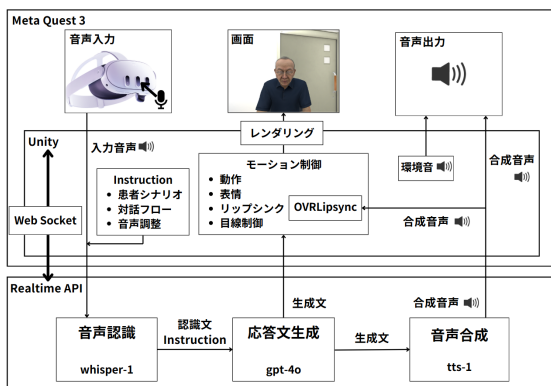 Meta Quest 3
音声入力
画面
音声出力
レンダリング
Unity
入力音声
モーション制御
• 動作
• 表情
• リップシンク
• 目線制御
OVRLipsync
環境音
合成音声
Instruction
• 患者シナリオ
• 対話フロー
• 音声調整
Web Socket
合成音声
Realtime API
生成文
合成音声
音声認識
whisper-1
認識文
Instruction
応答文生成
gpt-4o
生成文
音声合成
tts-1